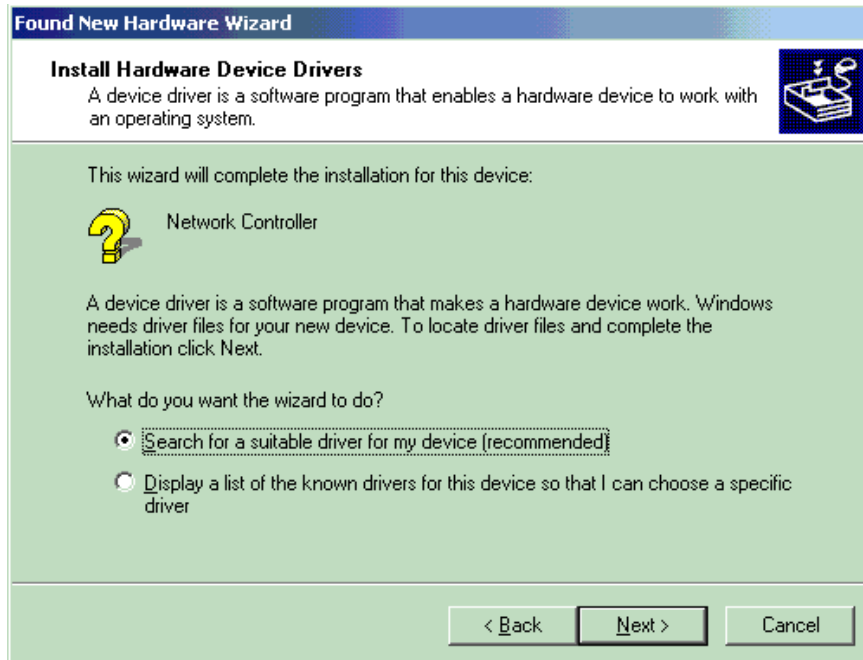 Found New Hardware Wizard
Install Hardware Device Drivers
A device driver is a software program that enables a hardware device to work with
an operating system.
This wizard will complete the installation for this device:
Network Controller
A device driver is a software program that makes a hardware device work. Windows
needs driver files for your new device. To locate driver files and complete the
installation click Next.
What do you want the wizard to do?
Search for a suitable driver for my device (recommended)
Display a list of the known drivers for this device so that I can choose a specific
driver
< Back
Next >
Cancel